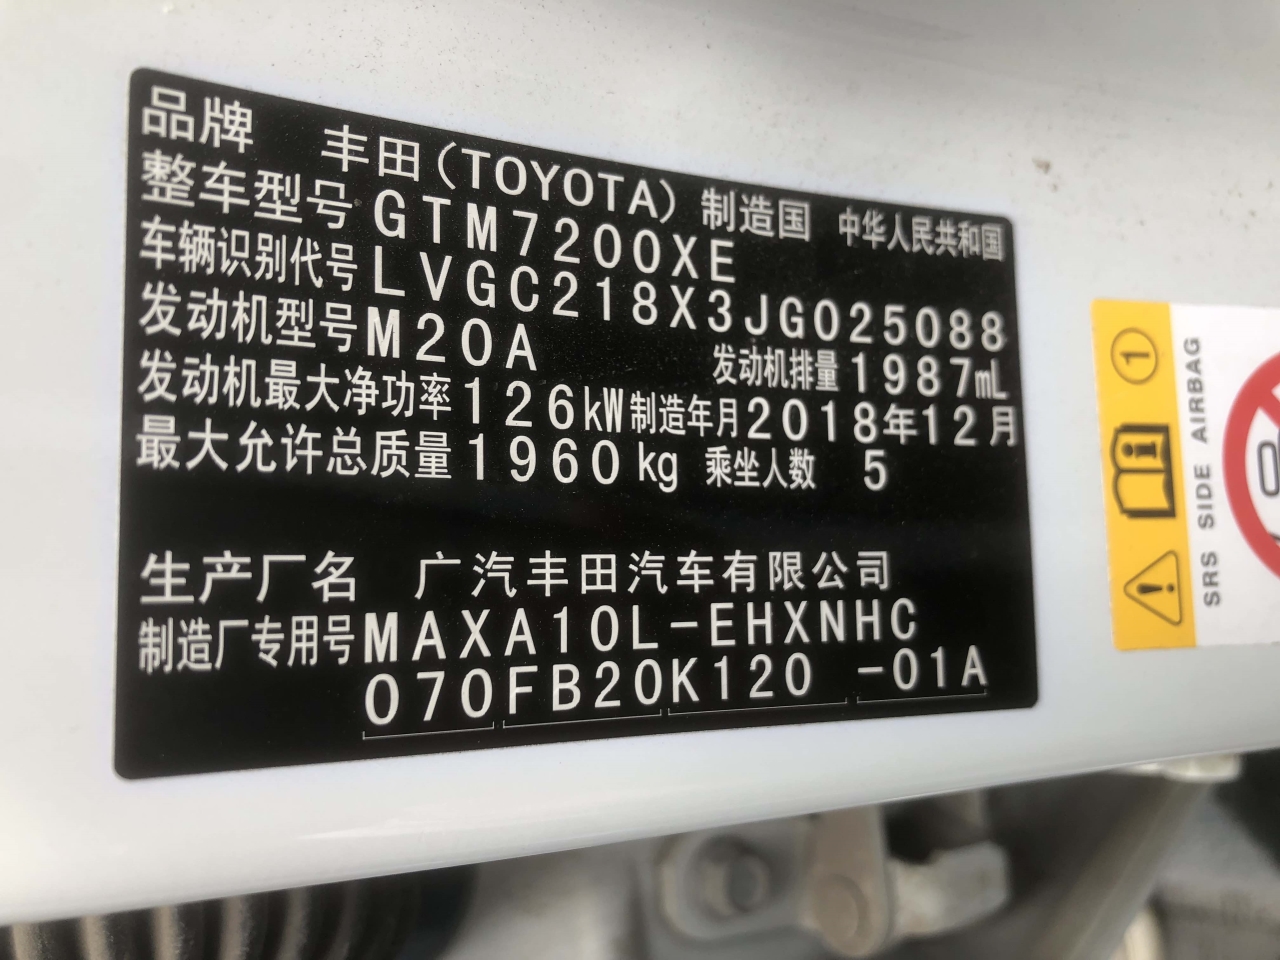 品牌 丰田(TOYOTA) 制造国 中华人民共和国
整车型号 GTM7200XE
车辆识别代号 LVGC218X3JG025088
发动机型号 M20A 发动机排量 1987mL
发动机最大净功率 126kW 制造年月 2018年12月
最大允许总质量 1960kg 乘坐人数 5
生产厂名 广汽丰田汽车有限公司
制造厂专用号 MAXA10L-EHXNHC
070FB20K120 -01A
1
SRS SIDE AIRBAG